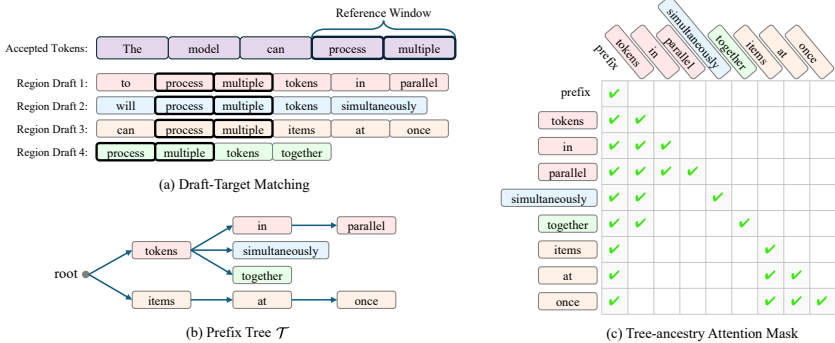 Reference Window
Accepted Tokens: The model can process multiple
Region Draft 1: to process multiple tokens in parallel
Region Draft 2: will process multiple tokens simultaneously
Region Draft 3: can process multiple items at once
Region Draft 4: process multiple tokens together
(a) Draft-Target Matching
in parallel
tokens simultaneously
root together
items at once
(b) Prefix Tree 𝒯
prefix tokens in parallel simultaneously together items at once
prefix ✔
tokens ✔ ✔
in ✔ ✔ ✔
parallel ✔ ✔ ✔ ✔
simultaneously ✔ ✔ ✔
together ✔ ✔ ✔
items ✔ ✔
at ✔ ✔ ✔
once ✔ ✔ ✔ ✔
(c) Tree-ancestry Attention Mask